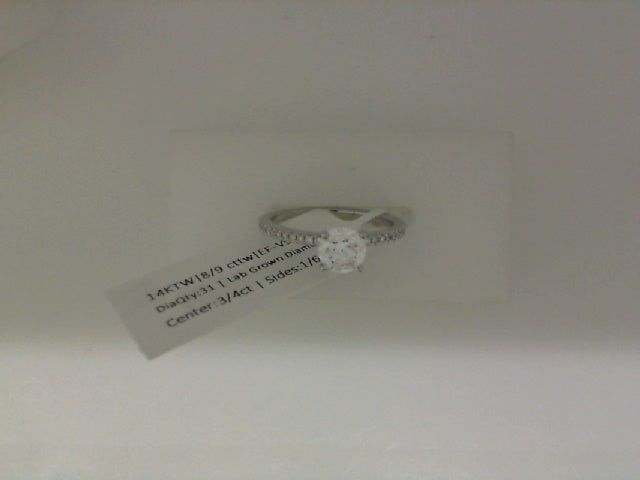 14KTW|8/9 cttw|EF-V
DiaQty:31 | Lab Grown Diam
Center:3/4ct | Sides:1/6